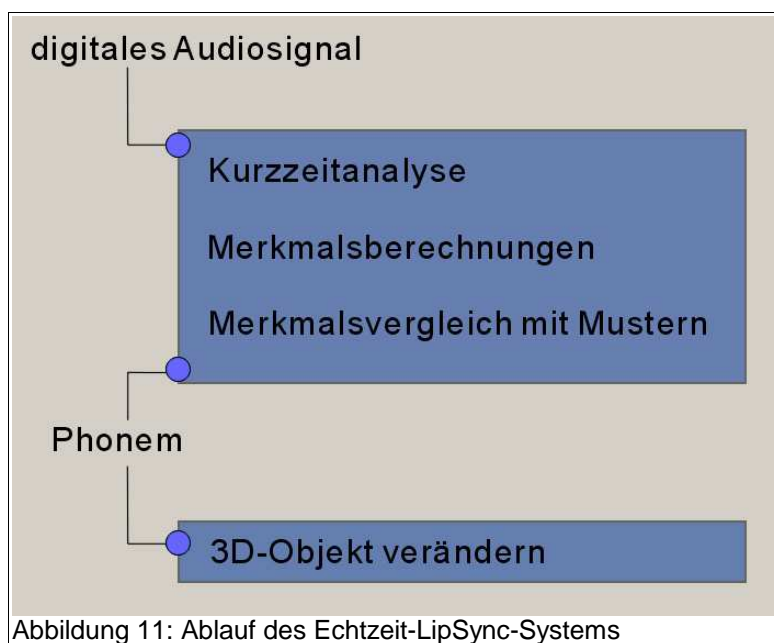 digitales Audiosignal
Kurzzeitanalyse
Merkmalsberechnungen
Merkmalsvergleich mit Mustern
Phonem
3D-Objekt verändern
Abbildung 11: Ablauf des Echtzeit-LipSync-Systems